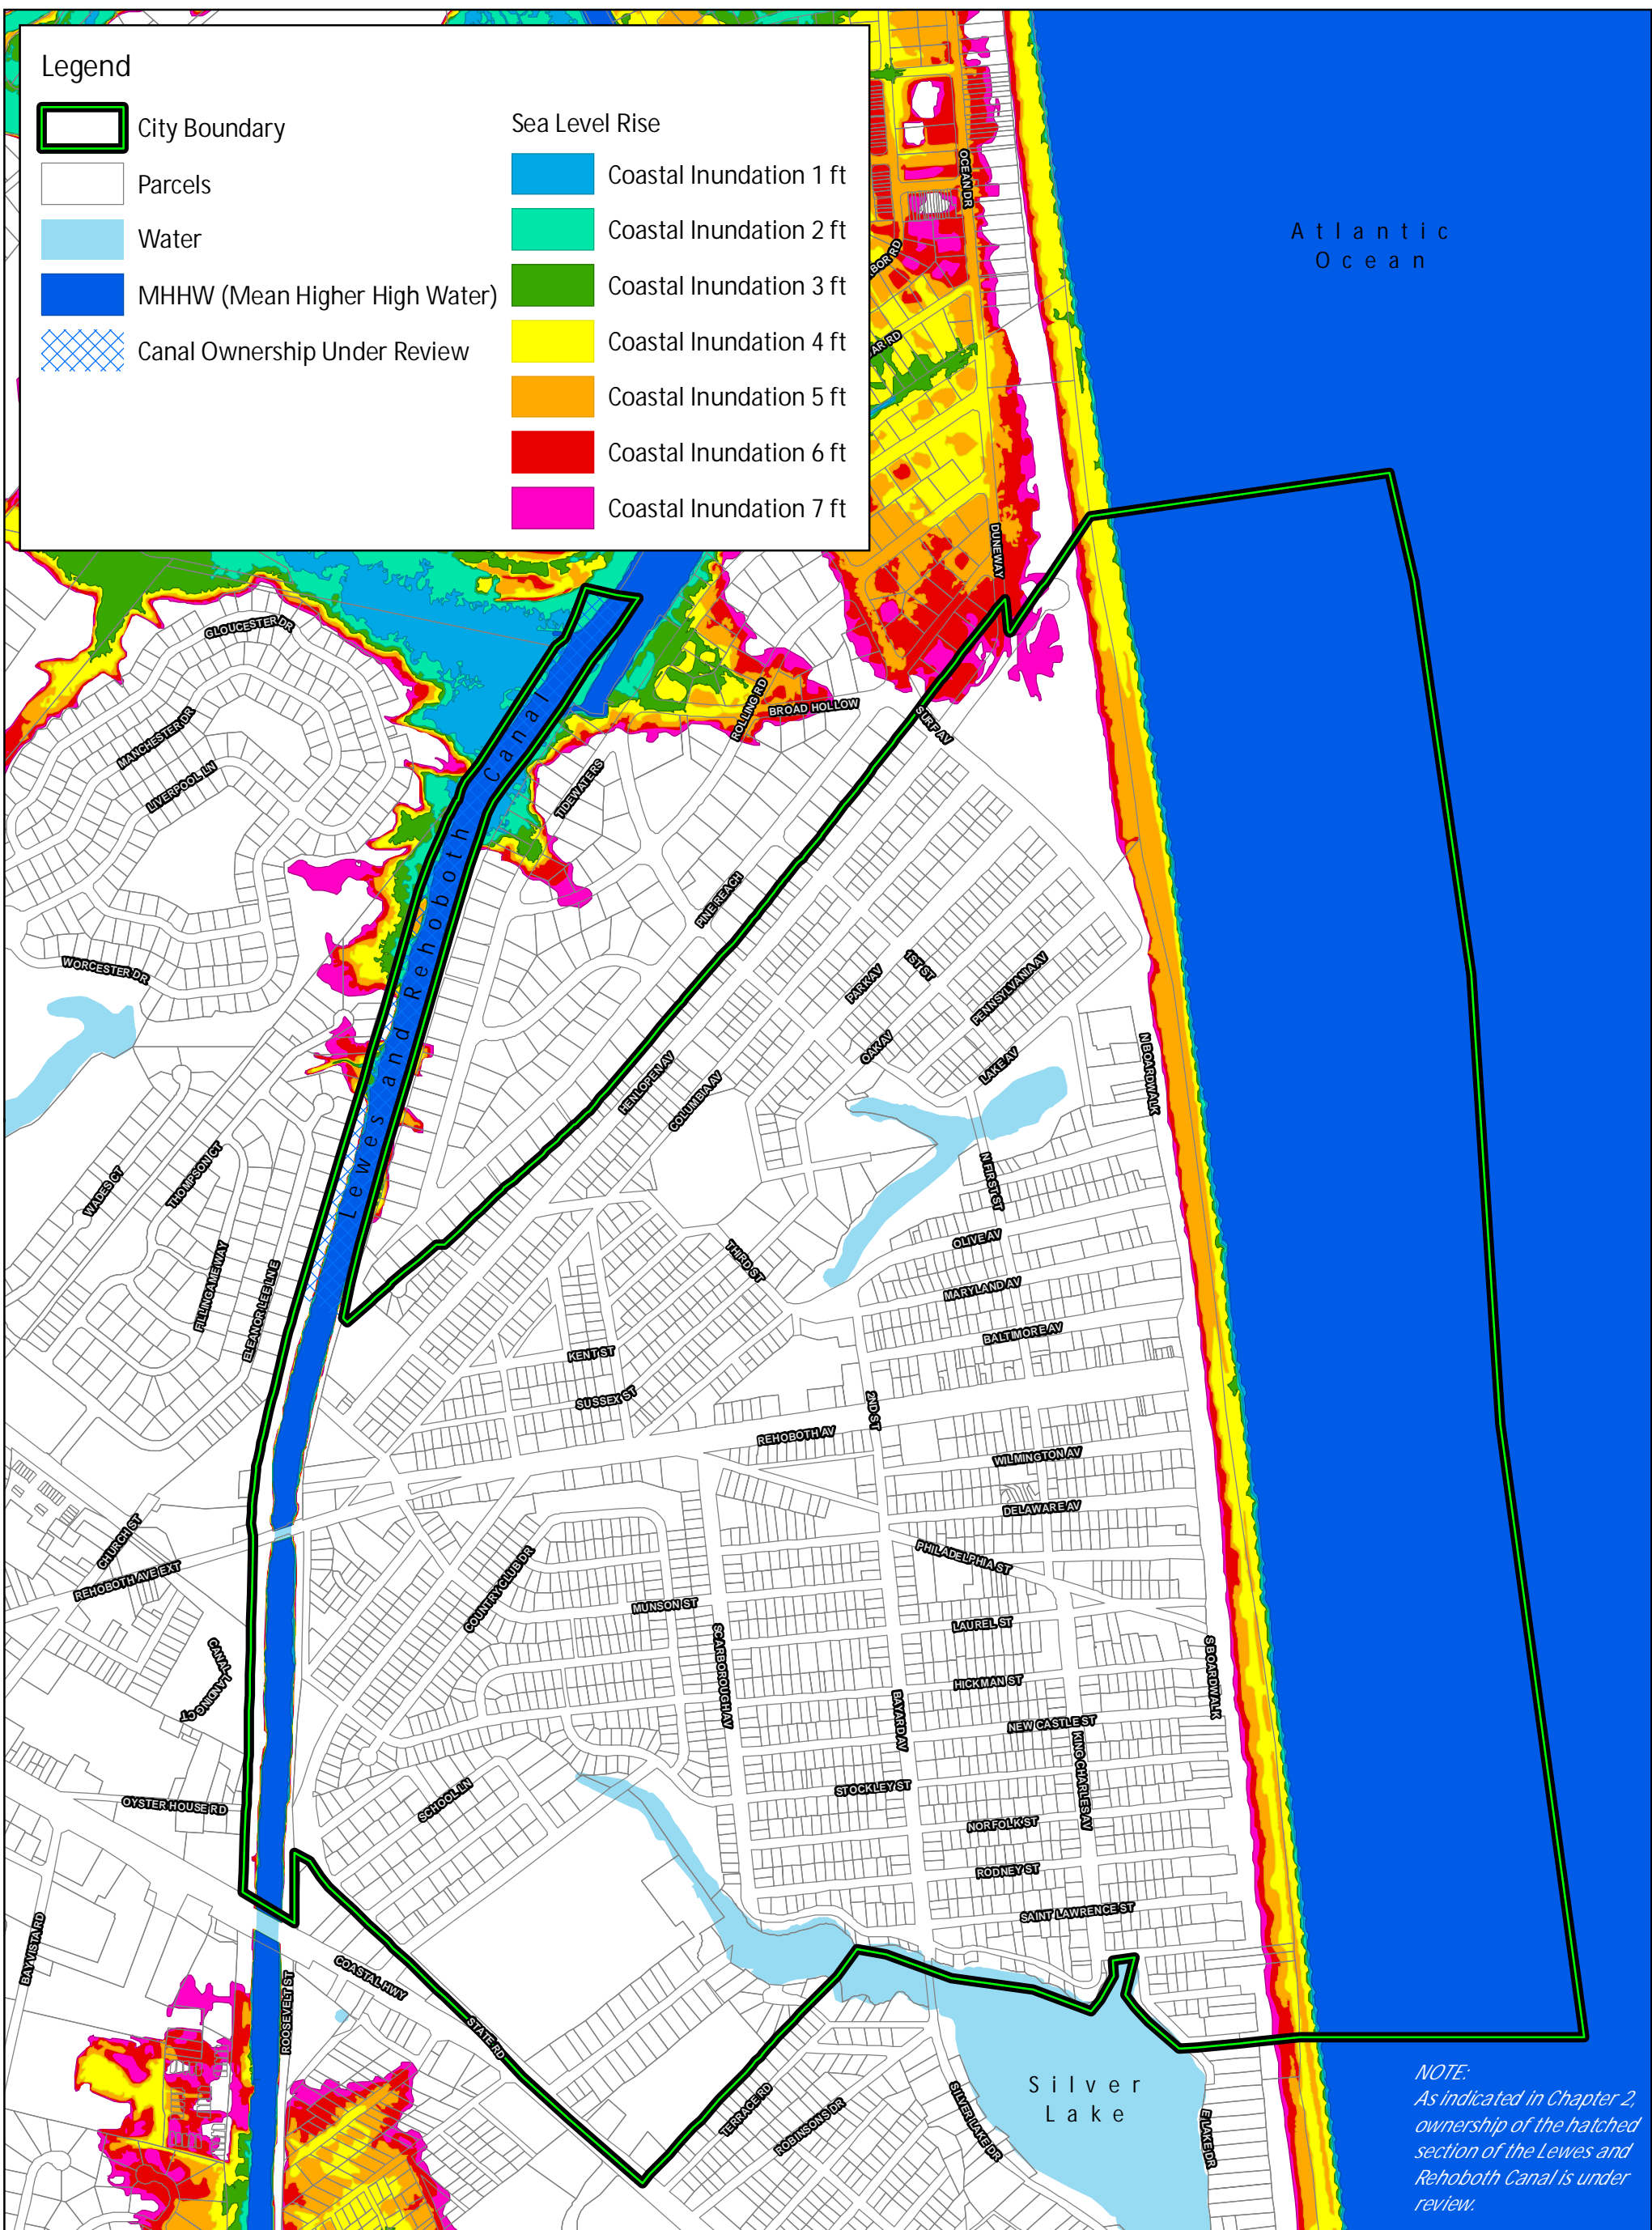 Legend
City Boundary
Parcels
Water
MHHW (Mean Higher High Water)
Canal Ownership Under Review
Sea Level Rise
Coastal Inundation 1 ft
Coastal Inundation 2 ft
Coastal Inundation 3 ft
Coastal Inundation 4 ft
Coastal Inundation 5 ft
Coastal Inundation 6 ft
Coastal Inundation 7 ft
OCEAN DR
Atlantic
Ocean
DUNEWAY
GLOUCESTER DR
MANCHESTER DR
LIVERPOOL LN
ROLLING RD
BROAD HOLLOW
SURF AV
TIDEWATERS
PINE REACH
Lewes and Rehoboth Canal
WORCESTER DR
PARK AV
1ST ST
PENNSYLVANIA AV
OAK AV
LAKE AV
N BOARDWALK
HENLOPEN AV
COLUMBIA AV
WADES CT
THOMPSON CT
N FIRST ST
FILLINGAME WAY
ELEANOR LEE LN E
THIRD ST
OLIVE AV
MARYLAND AV
BALTIMORE AV
KENT ST
SUSSEX ST
2ND ST
REHOBOTH AV
WILMINGTON AV
DELAWARE AV
CHURCH ST
REHOBOTH AVE EXT
COUNTRY CLUB DR
PHILADELPHIA ST
MUNSON ST
LAUREL ST
CANAL LANDING CT
SCARBOROUGH AV
HICKMAN ST
S BOARDWALK
BAYARD AV
NEW CASTLE ST
KING CHARLES AV
OYSTER HOUSE RD
SCHOOL LN
STOCKLEY ST
NORFOLK ST
RODNEY ST
SAINT LAWRENCE ST
BAY VISTA RD
ROOSEVELT ST
COASTAL HWY
STATE RD
TERRACE RD
ROBINSONS DR
SILVER LAKE DR
Silver
Lake
E LAKE DR
NOTE:
As indicated in Chapter 2,
ownership of the hatched
section of the Lewes and
Rehoboth Canal is under
review.